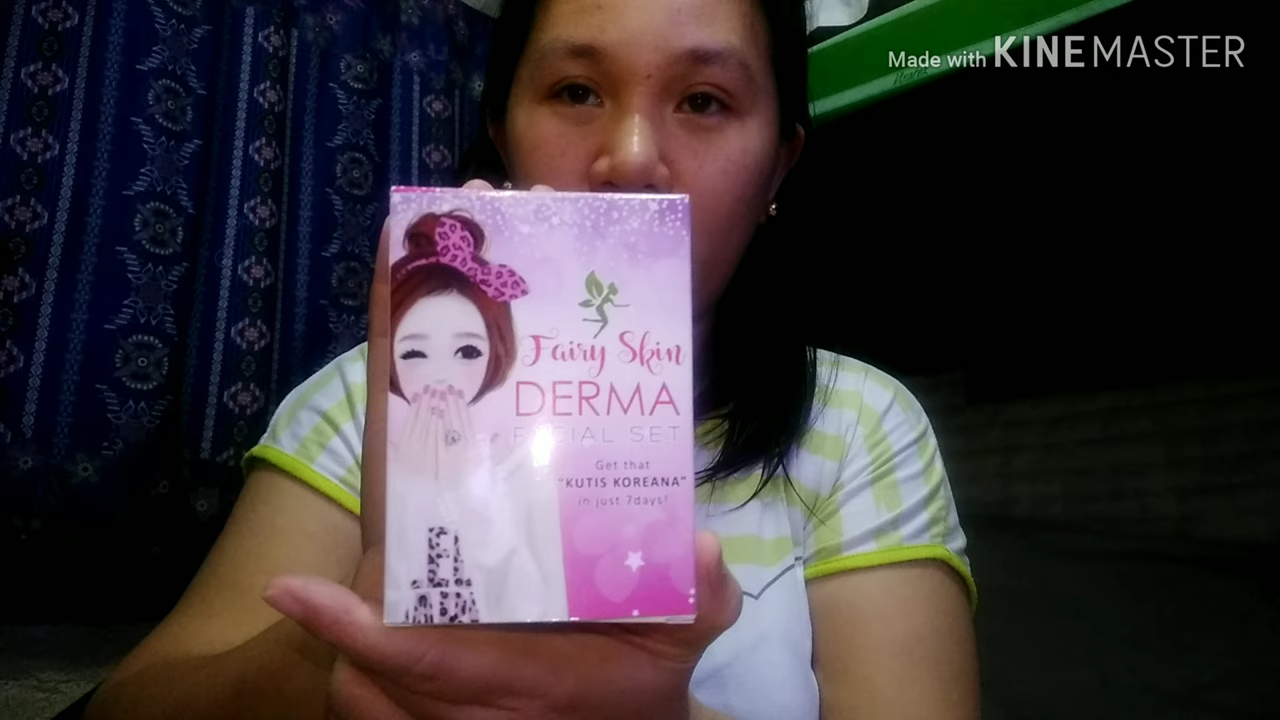 Made with KINEMASTER
Fairy Skin
DERMA
FACIAL SET
Get that
"KUTIS KOREANA"
in just 7days!